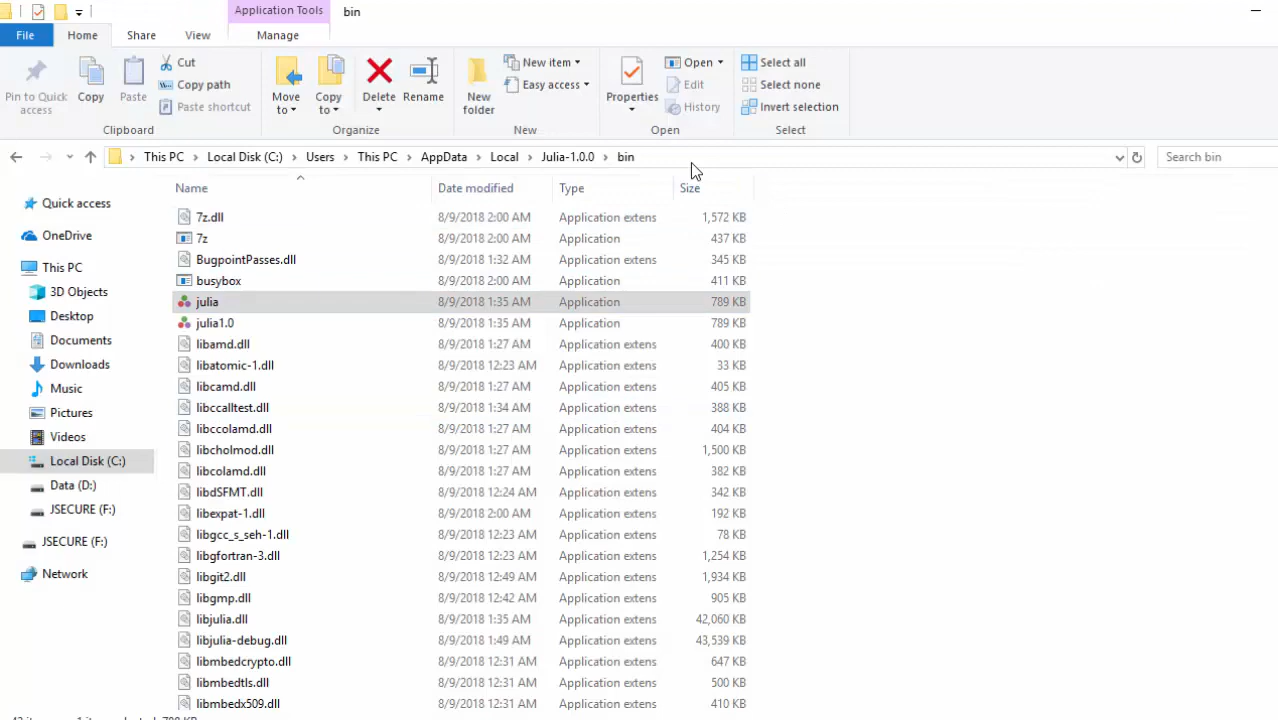 Application Tools bin
File Home Share View Manage
Pin to Quick access
Copy
Paste
Cut
Copy path
Paste shortcut
Clipboard
Move to
Copy to
Delete
Rename
Organize
New folder
New item
Easy access
New
Properties
Open
Edit
History
Open
Select all
Select none
Invert selection
Select
This PC Local Disk (C:) Users This PC AppData Local Julia-1.0.0 bin Search bin
Quick access
OneDrive
This PC
3D Objects
Desktop
Documents
Downloads
Music
Pictures
Videos
Local Disk (C:)
Data (D:)
JSECURE (F:)
JSECURE (F:)
Network
Name Date modified Type Size
7z.dll 8/9/2018 2:00 AM Application extens 1,572 KB
7z 8/9/2018 2:00 AM Application 437 KB
BugpointPasses.dll 8/9/2018 1:32 AM Application extens 345 KB
busybox 8/9/2018 2:00 AM Application 411 KB
julia 8/9/2018 1:35 AM Application 789 KB
julia1.0 8/9/2018 1:35 AM Application 789 KB
libamd.dll 8/9/2018 1:27 AM Application extens 400 KB
libatomic-1.dll 8/9/2018 12:23 AM Application extens 33 KB
libcamd.dll 8/9/2018 1:27 AM Application extens 405 KB
libccalltest.dll 8/9/2018 1:34 AM Application extens 388 KB
libccolamd.dll 8/9/2018 1:27 AM Application extens 404 KB
libcholmod.dll 8/9/2018 1:27 AM Application extens 1,500 KB
libcolamd.dll 8/9/2018 1:27 AM Application extens 382 KB
libdSFMT.dll 8/9/2018 12:24 AM Application extens 342 KB
libexpat-1.dll 8/9/2018 2:00 AM Application extens 192 KB
libgcc_s_seh-1.dll 8/9/2018 12:23 AM Application extens 78 KB
libgfortran-3.dll 8/9/2018 12:23 AM Application extens 1,254 KB
libgit2.dll 8/9/2018 12:49 AM Application extens 1,934 KB
libgmp.dll 8/9/2018 12:42 AM Application extens 905 KB
libjulia.dll 8/9/2018 1:35 AM Application extens 42,060 KB
libjulia-debug.dll 8/9/2018 1:49 AM Application extens 43,539 KB
libmbedcrypto.dll 8/9/2018 12:31 AM Application extens 647 KB
libmbedtls.dll 8/9/2018 12:31 AM Application extens 500 KB
libmbedx509.dll 8/9/2018 12:31 AM Application extens 410 KB